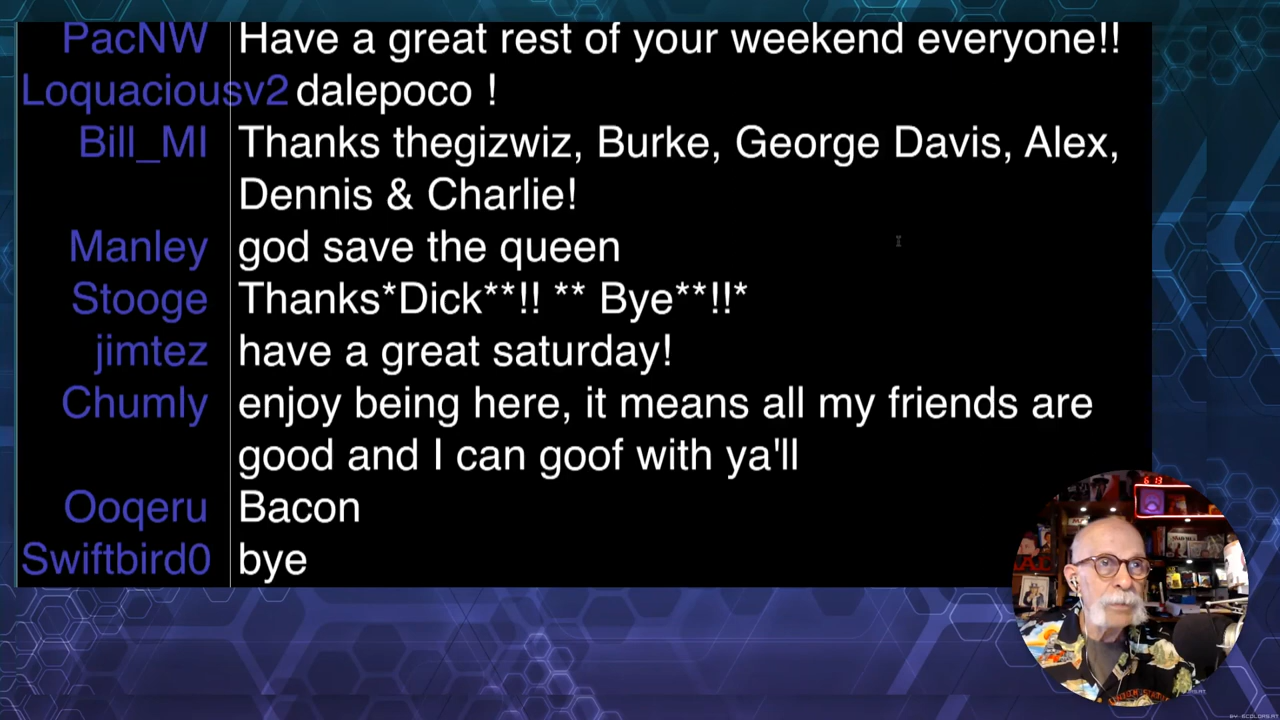 PacNW Have a great rest of your weekend everyone!!
Loquaciousv2 dalepoco !
Bill_MI Thanks thegizwiz, Burke, George Davis, Alex,
Dennis & Charlie!
Manley god save the queen
Stooge Thanks*Dick**!! ** Bye**!!*
jimtez have a great saturday!
Chumly enjoy being here, it means all my friends are
good and I can goof with ya'll
Ooqeru Bacon
Swiftbird0 bye
6 13